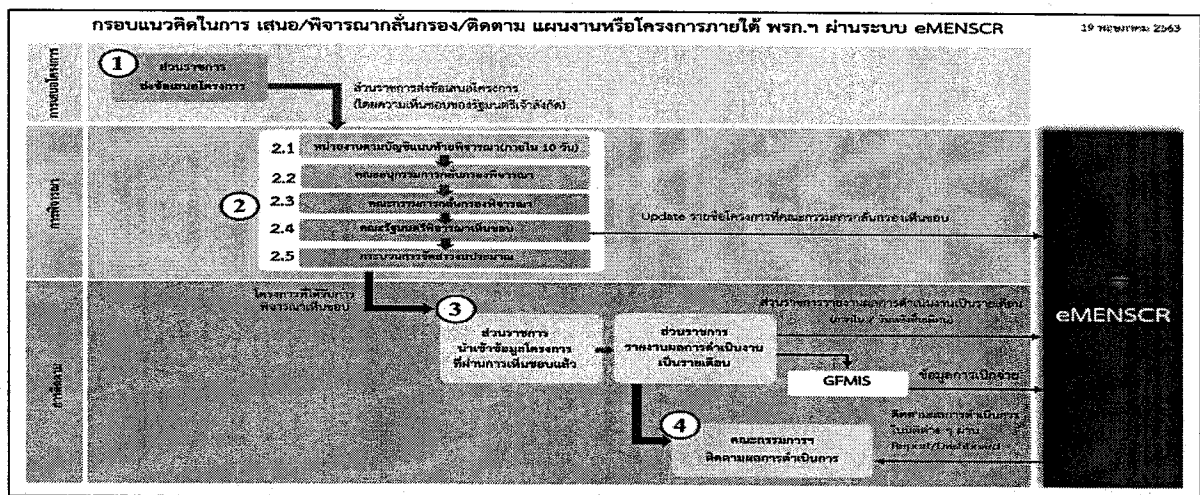 กรอบแนวคิดในการ เสนอ/พิจารณากลั่นกรอง/ติดตาม แผนงานหรือโครงการภายใต้ พรก.ฯ ผ่านระบบ eMENSCR
19 พฤษภาคม 2563
การเสนอโครงการ
1
ส่วนราชการ
ส่งข้อเสนอโครงการ
ส่วนราชการส่งข้อเสนอโครงการ
(โดยความเห็นชอบของรัฐมนตรีเจ้าสังกัด)
การพิจารณา
2
2.1 หน่วยงานตามบัญชีแนบท้ายพิจารณา(ภายใน 10 วัน)
2.2 คณะอนุกรรมการกลั่นกรองพิจารณา
2.3 คณะกรรมการกลั่นกรองพิจารณา
2.4 คณะรัฐมนตรีพิจารณาเห็นชอบ
2.5 กระบวนการจัดสรรงบประมาณ
Update รายชื่อโครงการที่คณะกรรมการกลั่นกรองเห็นชอบ
eMENSCR
การติดตาม
โครงการที่ได้รับการ
พิจารณาเห็นชอบ
3
ส่วนราชการ
นำเข้าข้อมูลโครงการ
ที่ผ่านการเห็นชอบแล้ว
ส่วนราชการ
รายงานผลการดำเนินงาน
เป็นรายเดือน
ส่วนราชการรายงานผลการดำเนินงานเป็นรายเดือน
GFMIS
ข้อมูลการเบิกจ่าย
4
คณะกรรมการฯ
ติดตามผลการดำเนินการ
ติดตามผลการดำเนินการ
ในมิติต่าง ๆ ผ่าน
Report/Dashboard